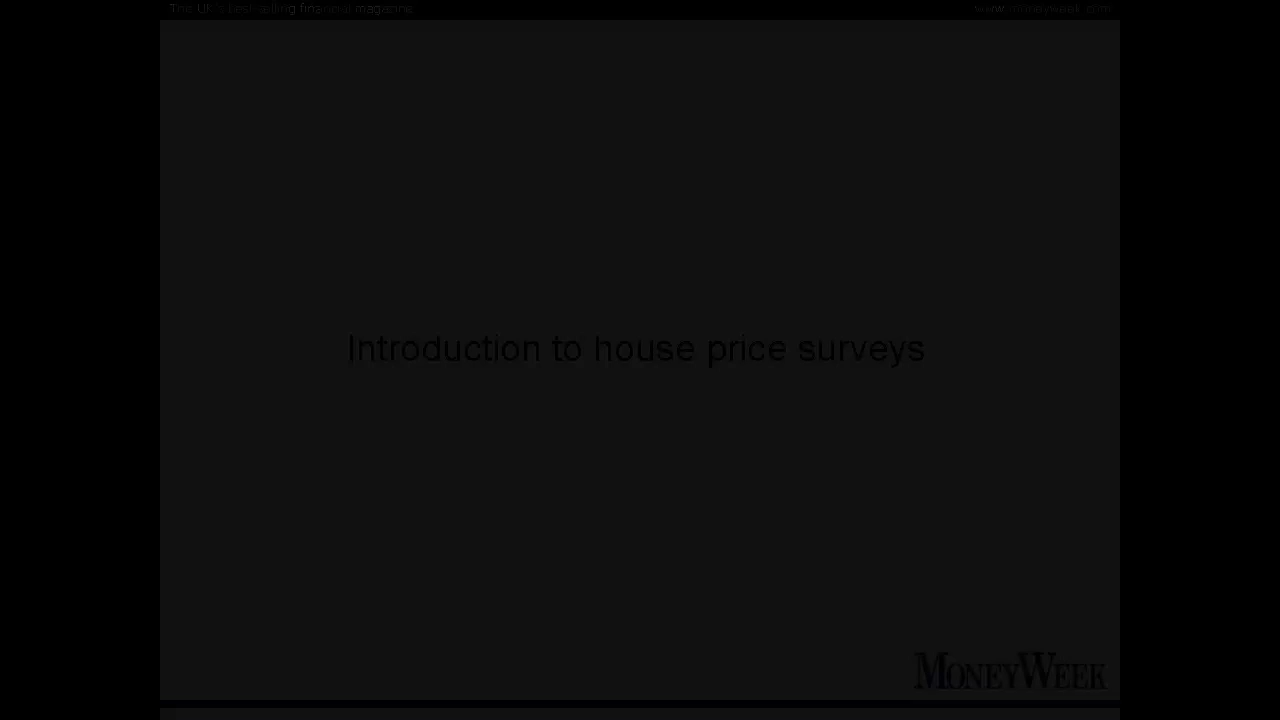 The UK's best-selling financial magazine
www.moneyweek.com
Introduction to house price surveys
MONEYWEEK